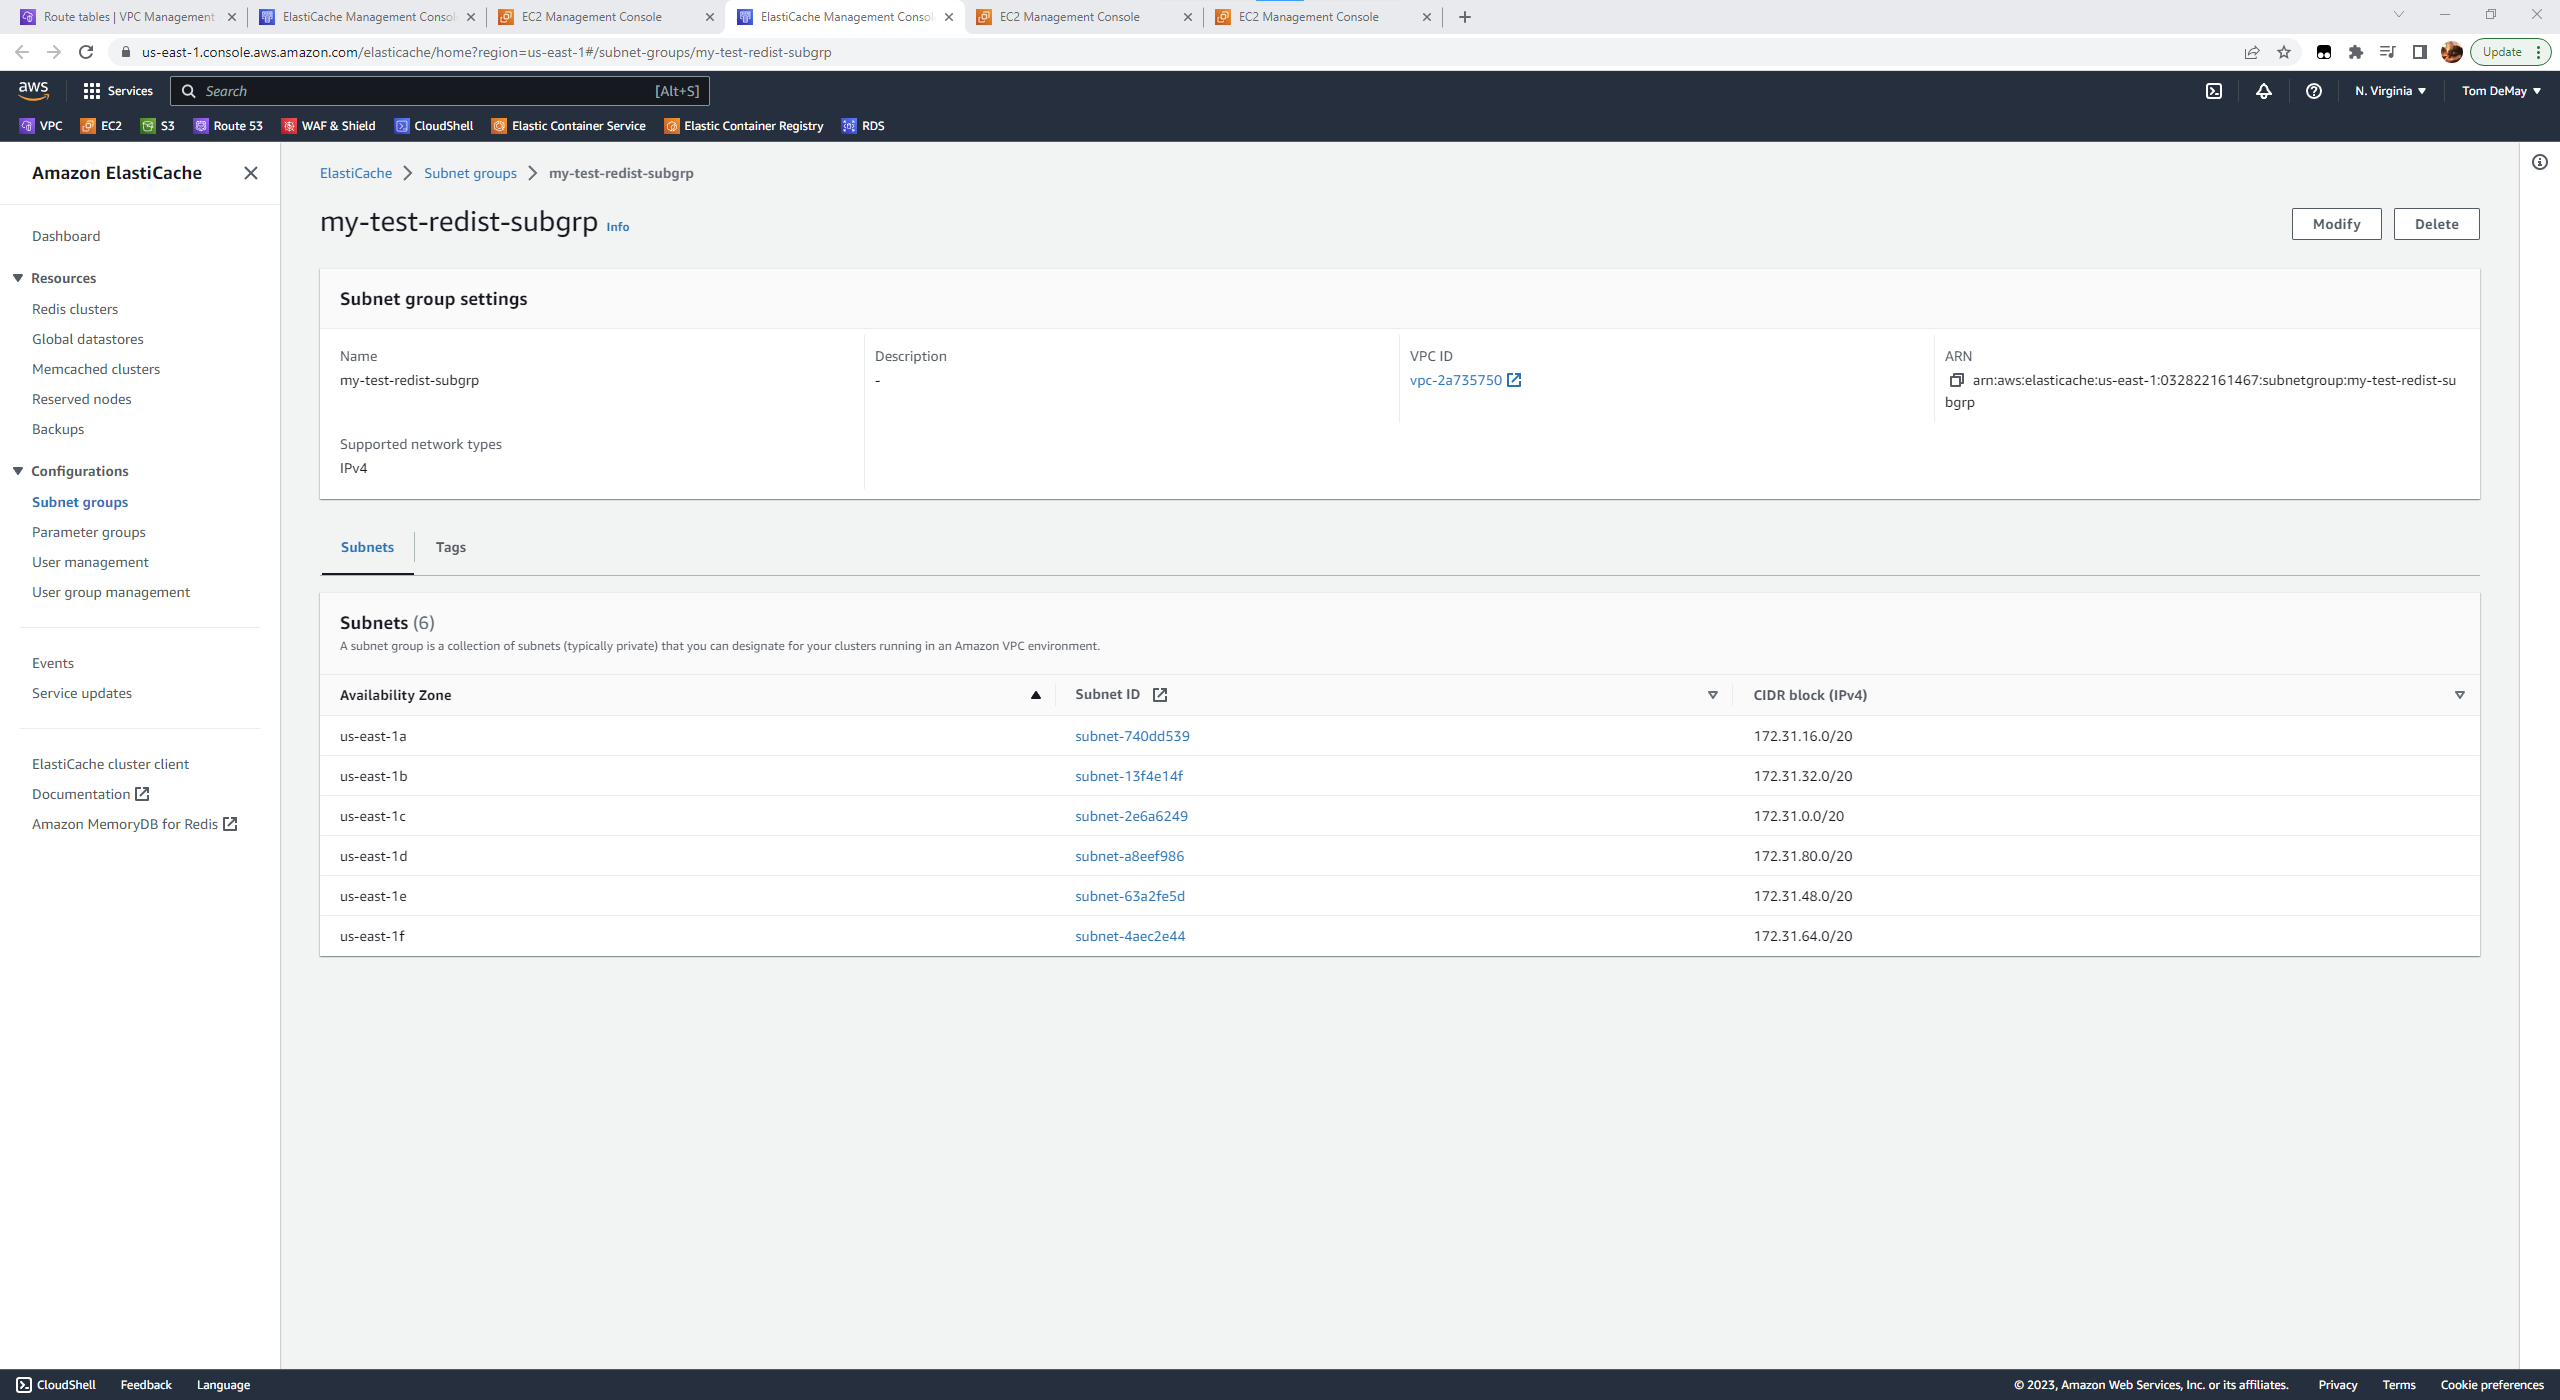 Route tables | VPC Management
ElastiCache Management Consol
EC2 Management Console
ElastiCache Management Consol
EC2 Management Console
EC2 Management Console
us-east-1.console.aws.amazon.com/elasticache/home?region=us-east-1#/subnet-groups/my-test-redist-subgrp
Update
aws
Services
Search
[Alt+S]
N. Virginia
Tom DeMay
VPC
EC2
S3
Route 53
WAF & Shield
CloudShell
Elastic Container Service
Elastic Container Registry
RDS
Amazon ElastiCache
Dashboard
Resources
Redis clusters
Global datastores
Memcached clusters
Reserved nodes
Backups
Configurations
Subnet groups
Parameter groups
User management
User group management
Events
Service updates
ElastiCache cluster client
Documentation
Amazon MemoryDB for Redis
ElastiCache > Subnet groups > my-test-redist-subgrp
my-test-redist-subgrp Info
Modify
Delete
Subnet group settings
Name
my-test-redist-subgrp
Description
-
VPC ID
vpc-2a735750
ARN
arn:aws:elasticache:us-east-1:032822161467:subnetgroup:my-test-redist-su
bgrp
Supported network types
IPv4
Subnets
Tags
Subnets (6)
A subnet group is a collection of subnets (typically private) that you can designate for your clusters running in an Amazon VPC environment.
Availability Zone Subnet ID CIDR block (IPv4)
us-east-1a subnet-740dd539 172.31.16.0/20
us-east-1b subnet-13f4e14f 172.31.32.0/20
us-east-1c subnet-2e6a6249 172.31.0.0/20
us-east-1d subnet-a8eef986 172.31.80.0/20
us-east-1e subnet-63a2fe5d 172.31.48.0/20
us-east-1f subnet-4aec2e44 172.31.64.0/20
CloudShell
Feedback
Language
© 2023, Amazon Web Services, Inc. or its affiliates.
Privacy
Terms
Cookie preferences